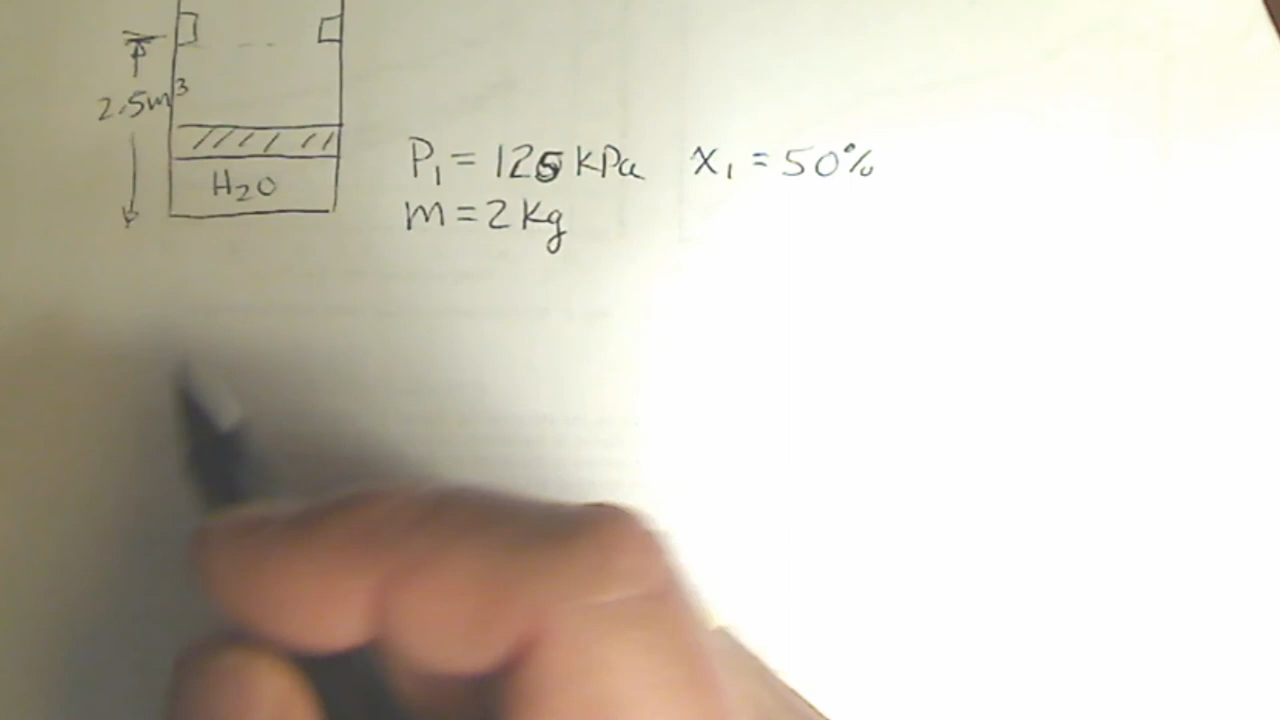 2.5m³
H₂O
P₁ = 125 kPa x₁ = 50%
m = 2 kg